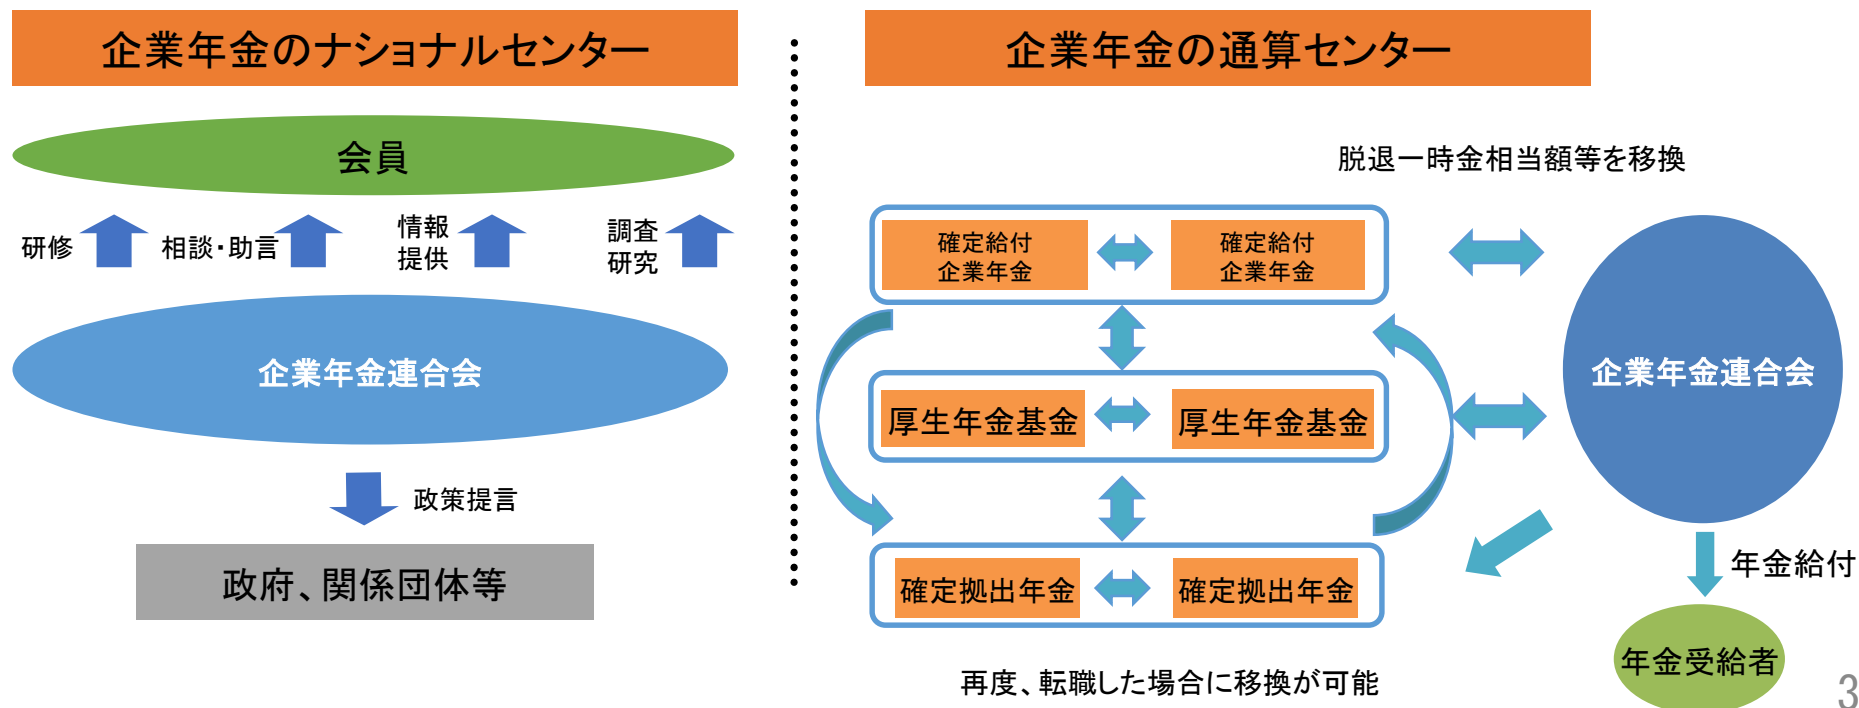 企業年金のナショナルセンター
会員
研修
相談・助言
情報
提供
調査
研究
企業年金連合会
政策提言
政府、関係団体等
企業年金の通算センター
脱退一時金相当額等を移換
確定給付
企業年金
確定給付
企業年金
厚生年金基金
厚生年金基金
確定拠出年金
確定拠出年金
企業年金連合会
年金給付
年金受給者
再度、転職した場合に移換が可能
3